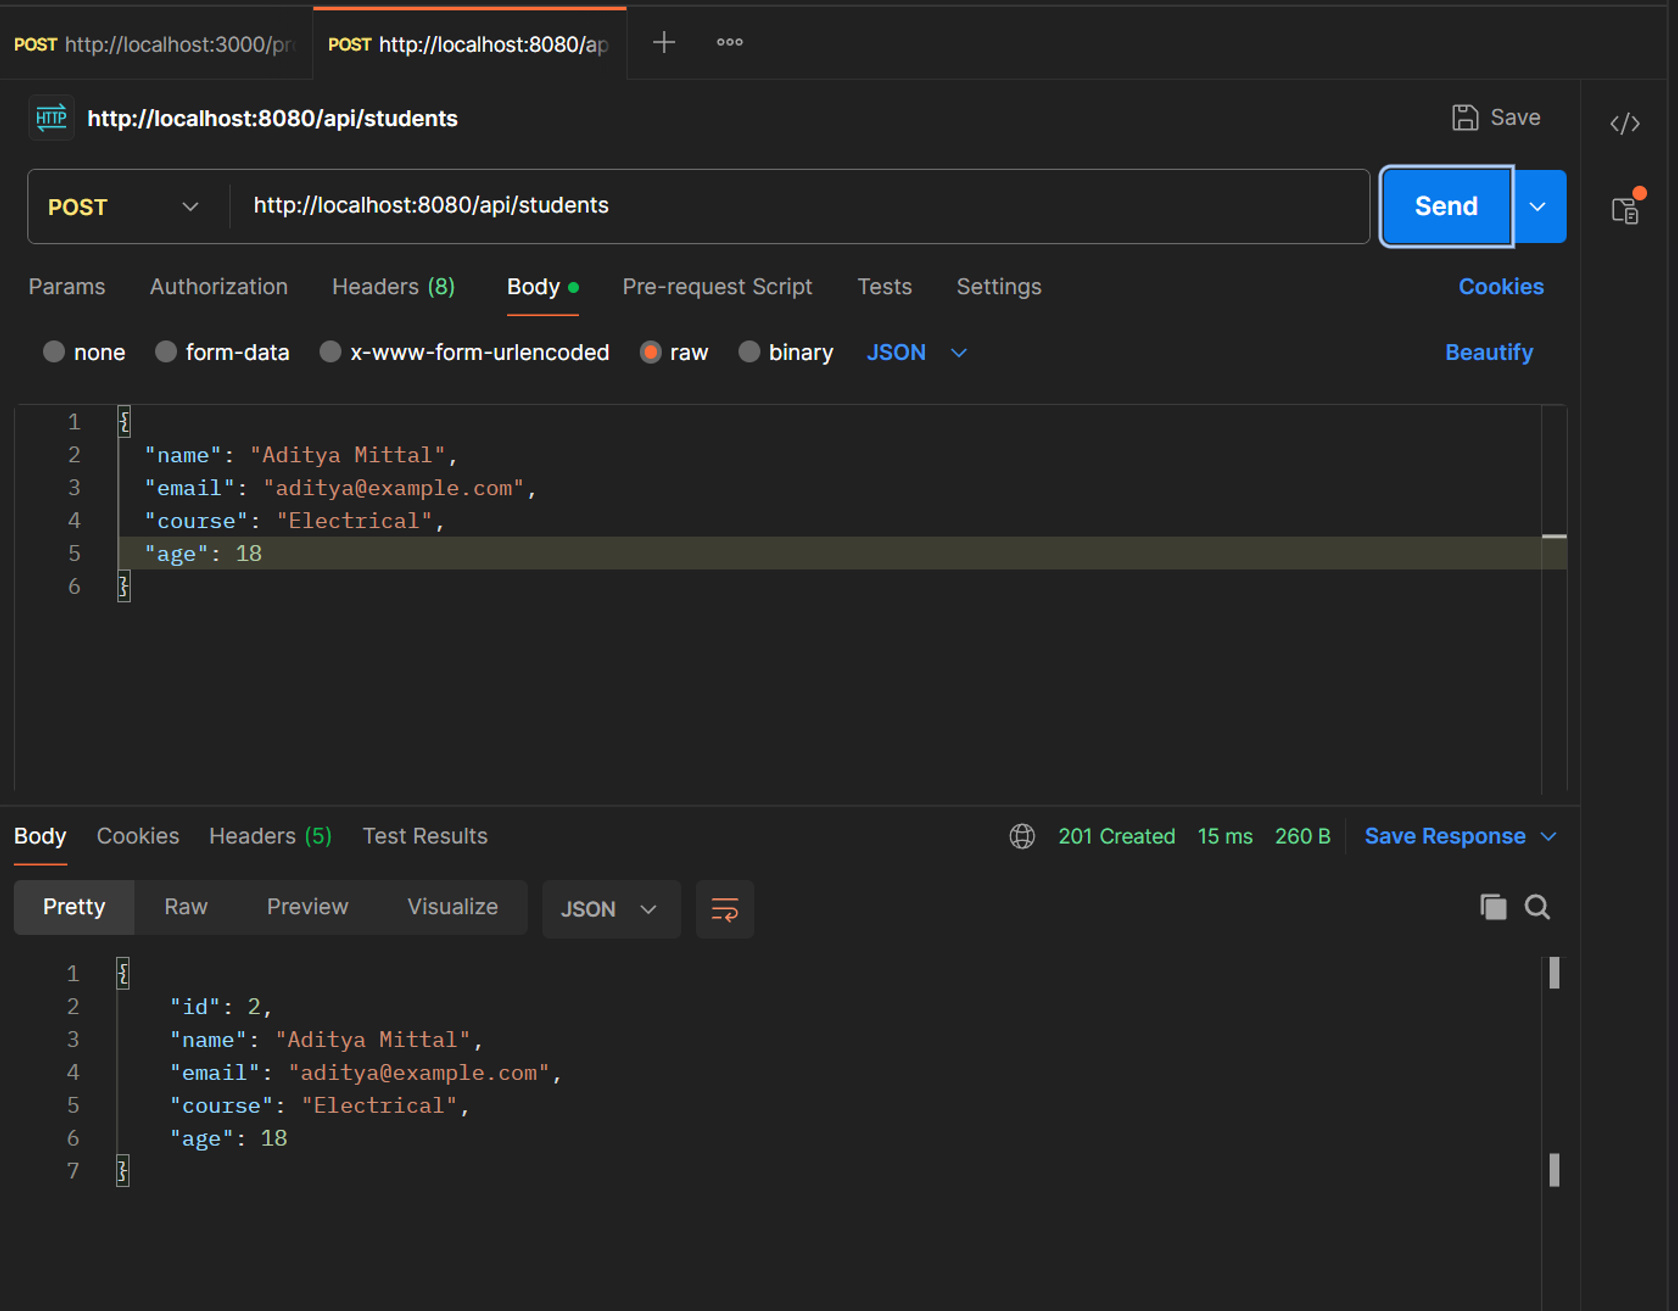 POST http://localhost:3000/pr POST http://localhost:8080/ap
HTTP http://localhost:8080/api/students Save
POST http://localhost:8080/api/students Send
Params Authorization Headers (8) Body Pre-request Script Tests Settings Cookies
none form-data x-www-form-urlencoded raw binary JSON Beautify
1 {
2 "name": "Aditya Mittal",
3 "email": "aditya@example.com",
4 "course": "Electrical",
5 "age": 18
6 }
Body Cookies Headers (5) Test Results 201 Created 15 ms 260 B Save Response
Pretty Raw Preview Visualize JSON
1 {
2 "id": 2,
3 "name": "Aditya Mittal",
4 "email": "aditya@example.com",
5 "course": "Electrical",
6 "age": 18
7 }